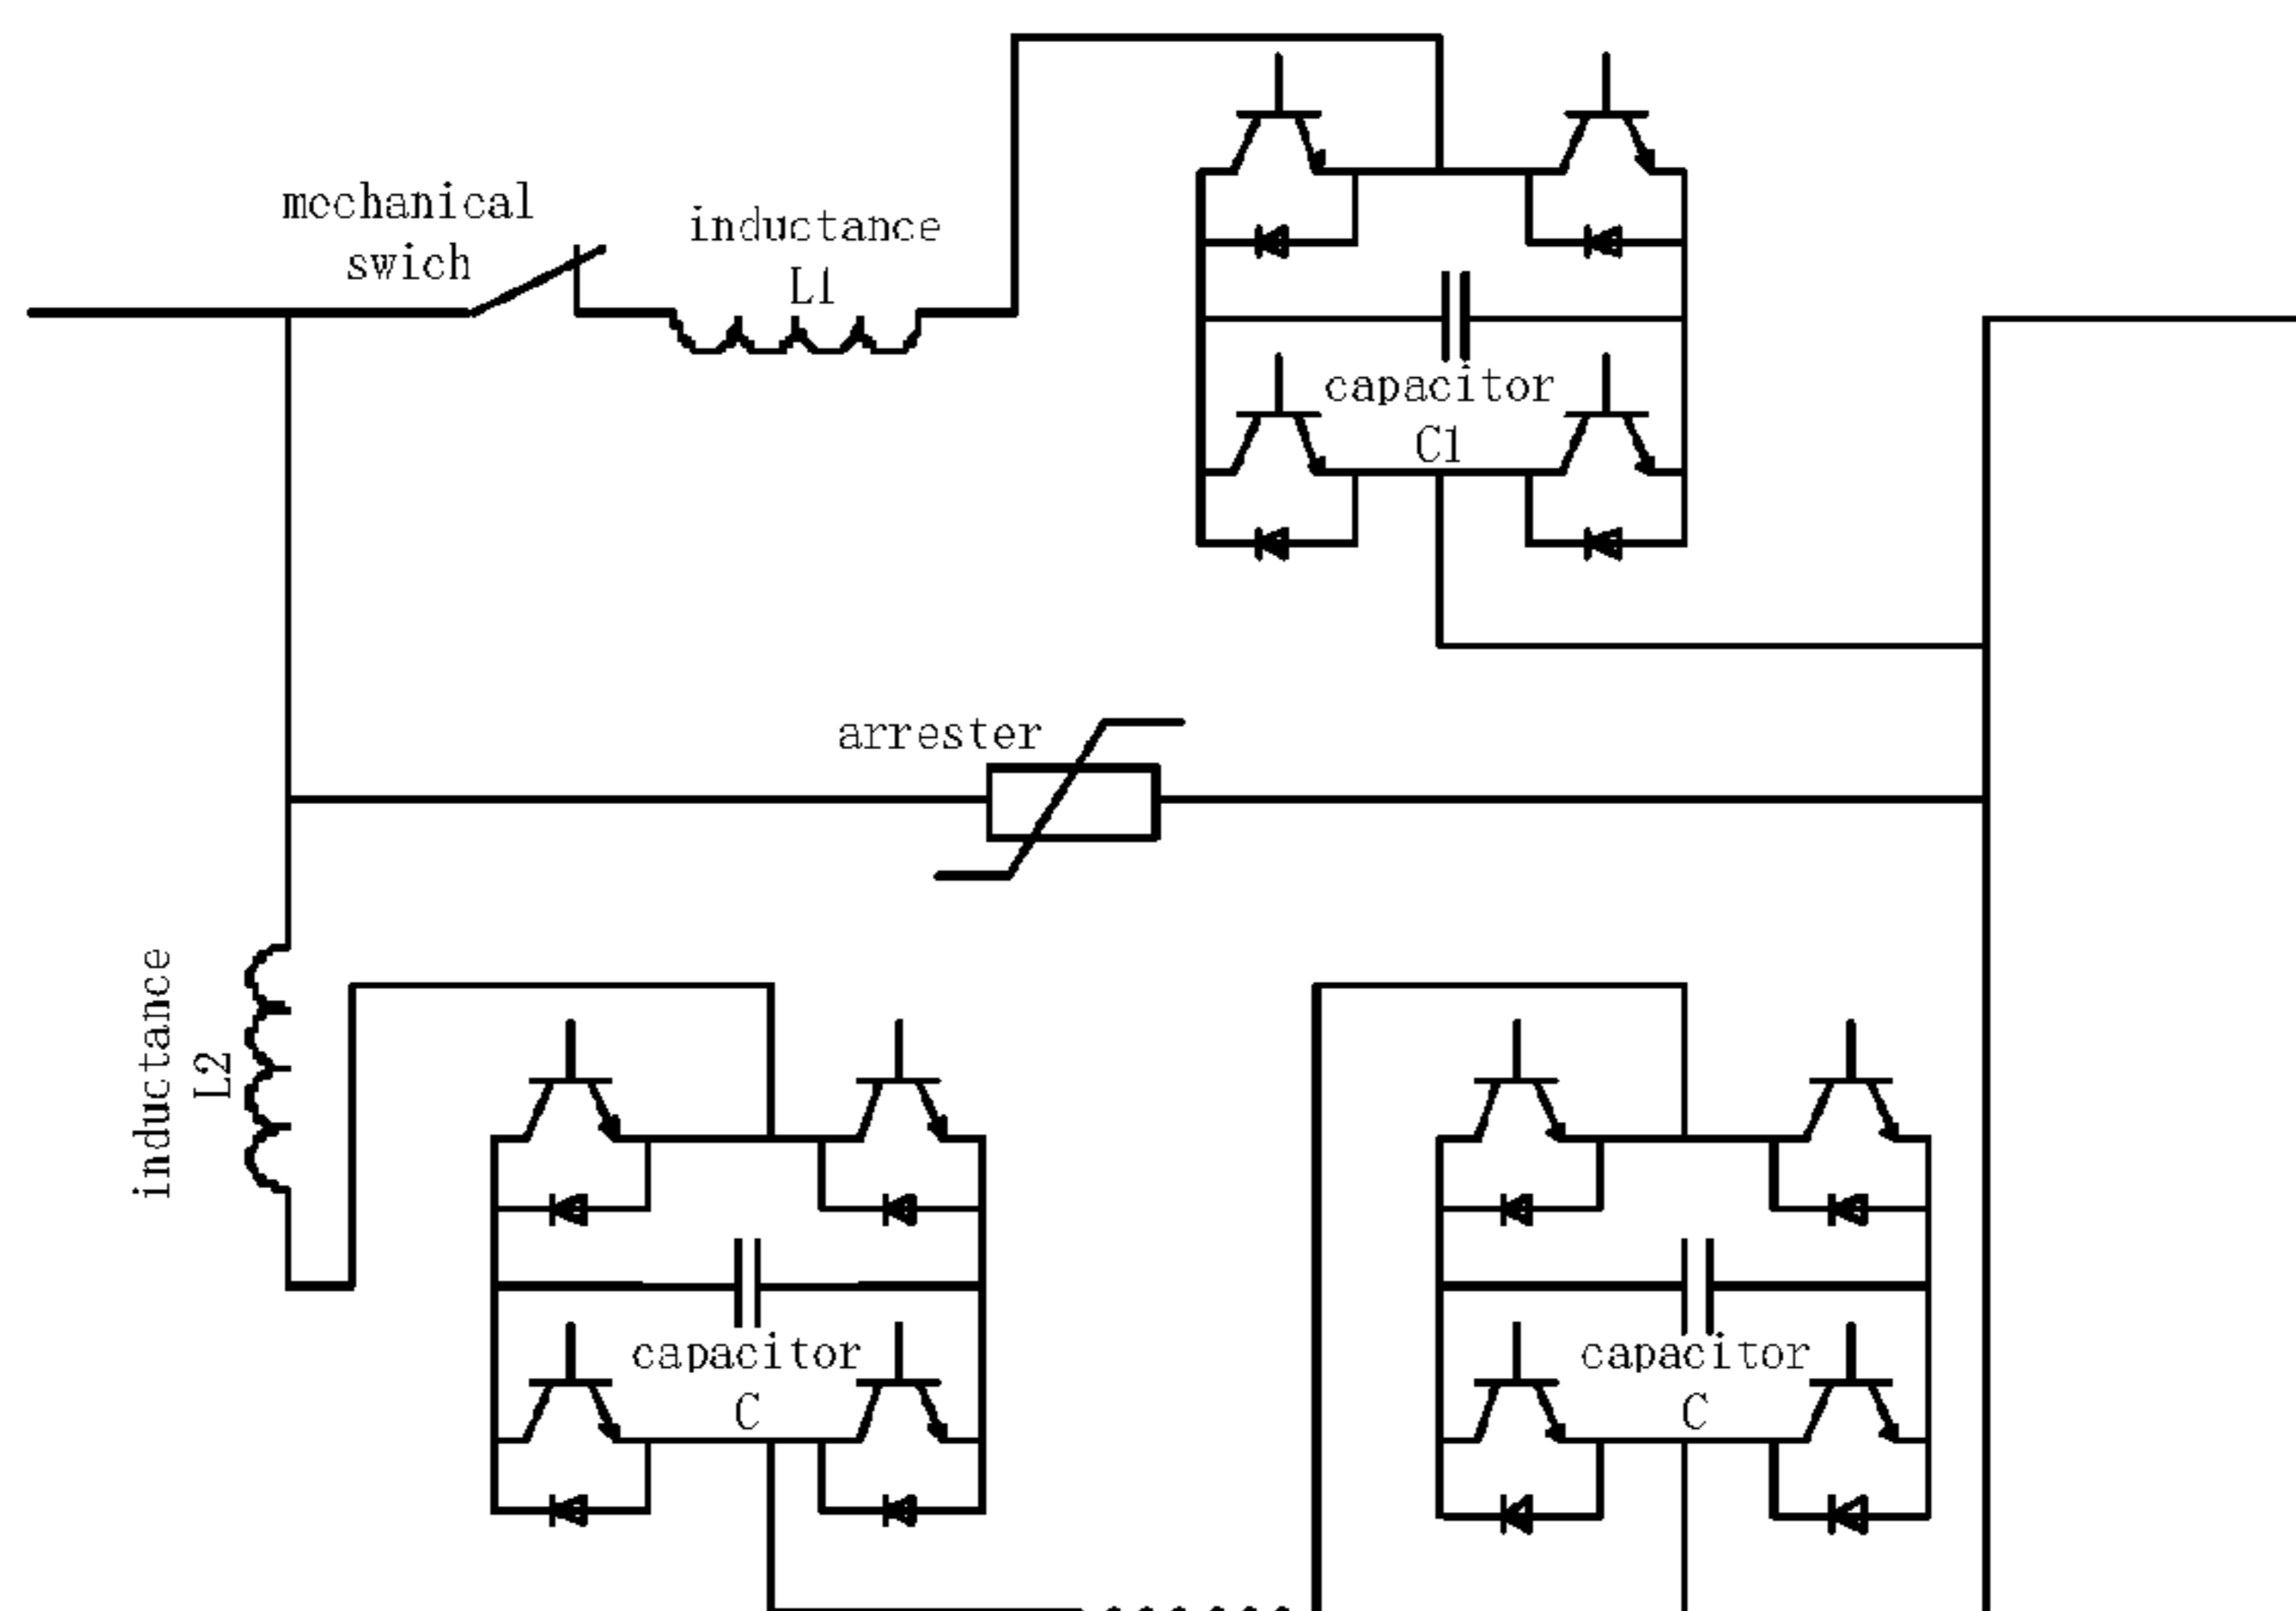 mechanical
swich
inductance
L1
capacitor
C1
arrester
inductance
L2
capacitor
C
capacitor
C